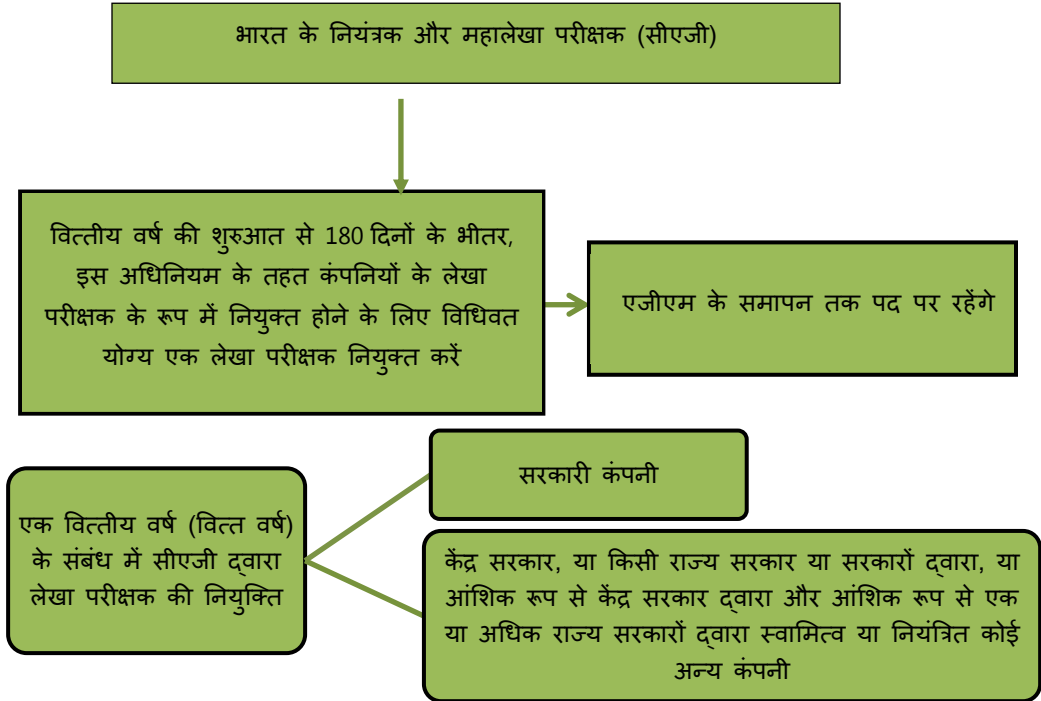 भारत के नियंत्रक और महालेखा परीक्षक (सीएजी)
वित्तीय वर्ष की शुरुआत से 180 दिनों के भीतर,
इस अधिनियम के तहत कंपनियों के लेखा
परीक्षक के रूप में नियुक्त होने के लिए विधिवत
योग्य एक लेखा परीक्षक नियुक्त करें
एजीएम के समापन तक पद पर रहेंगे
सरकारी कंपनी
एक वित्तीय वर्ष (वित्त वर्ष)
के संबंध में सीएजी द्वारा
लेखा परीक्षक की नियुक्ति
केंद्र सरकार, या किसी राज्य सरकार या सरकारों द्वारा, या
आंशिक रूप से केंद्र सरकार द्वारा और आंशिक रूप से एक
या अधिक राज्य सरकारों द्वारा स्वामित्व या नियंत्रित कोई
अन्य कंपनी